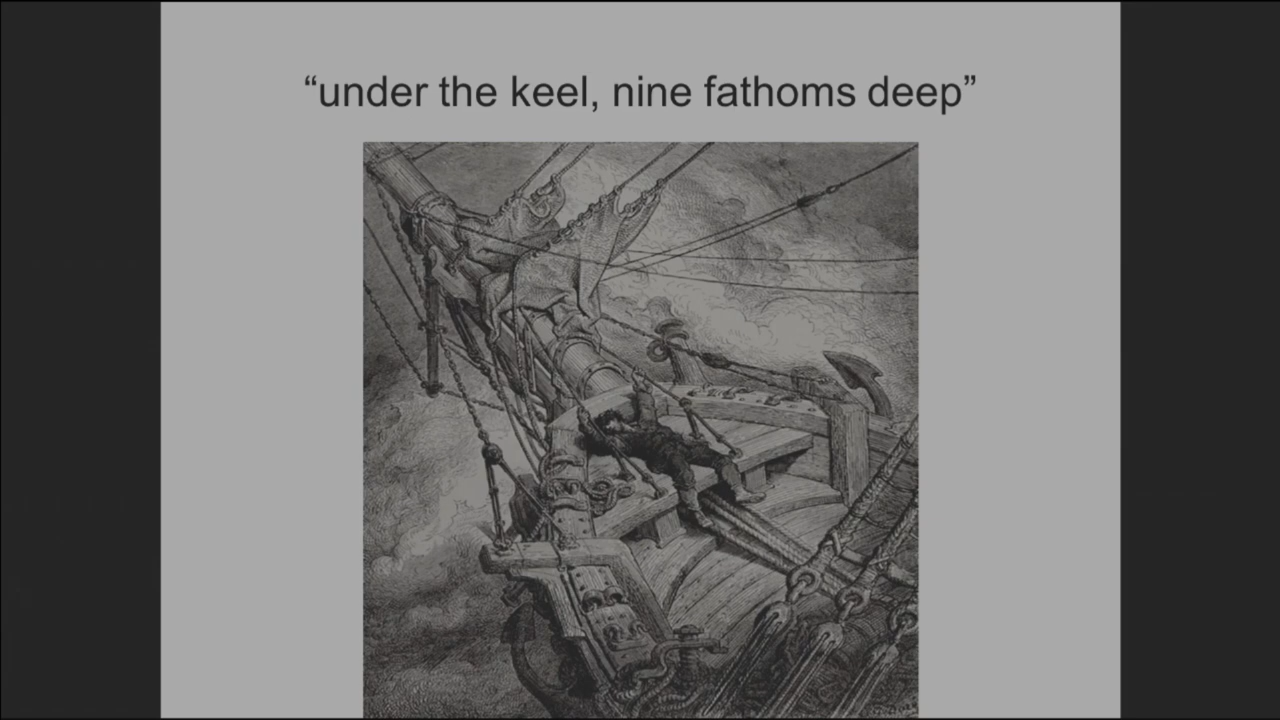 “under the keel, nine fathoms deep”